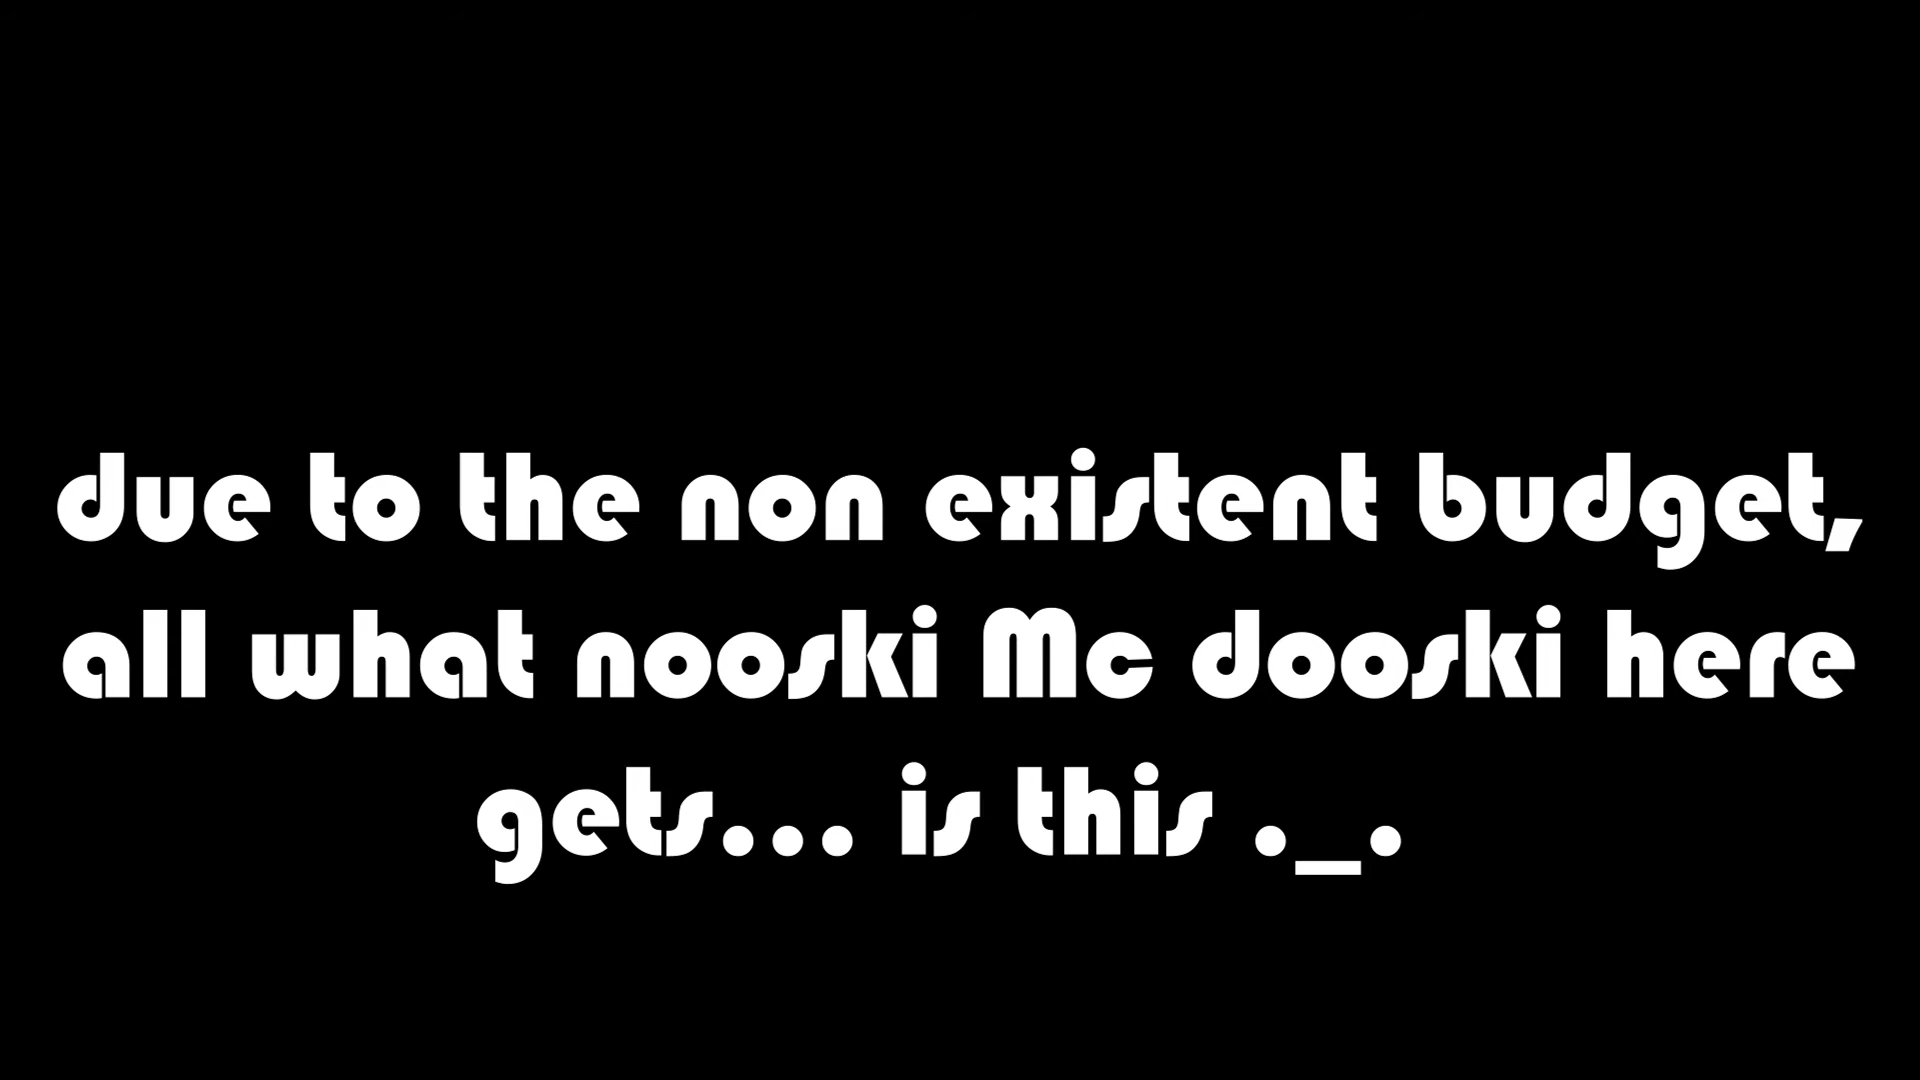 due to the non existent budget,
all what nooski Mc dooski here
gets... is this ._.